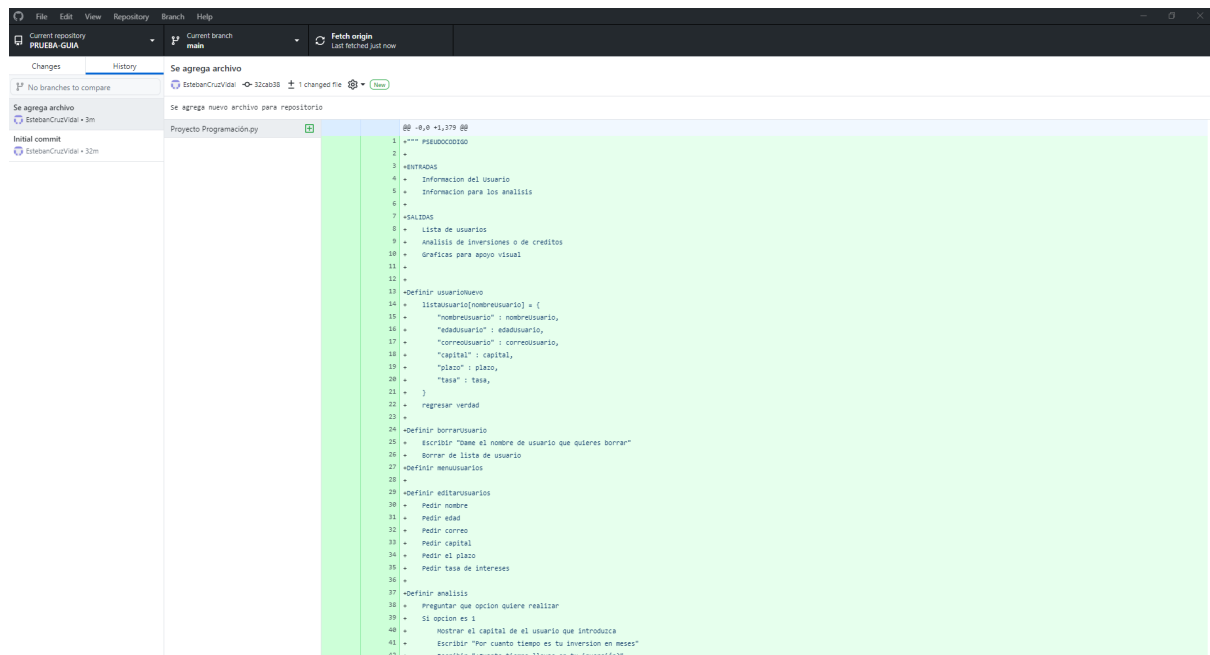 File Edit View Repository Branch Help
Current repository
PRUEBA-GUIA
Current branch
main
Fetch origin
Last fetched just now
Changes History
No branches to compare
Se agrega archivo
EstebanCruzVidal • 3m
Initial commit
EstebanCruzVidal • 32m
Se agrega archivo
EstebanCruzVidal 32cab38 1 changed file New
Se agrega nuevo archivo para repositorio
Proyecto Programación.py
@@ -0,0 +1,379 @@
1 +""" PSEUDOCODIGO
2 +
3 +ENTRADAS
4 + Informacion del Usuario
5 + Informacion para los analisis
6 +
7 +SALIDAS
8 + Lista de usuarios
9 + Analisis de inversiones o de creditos
10 + Graficas para apoyo visual
11 +
12 +
13 +Definir usuarioNuevo
14 + listaUsuario[nombreUsuario] = {
15 + "nombreUsuario" : nombreUsuario,
16 + "edadUsuario" : edadUsuario,
17 + "correoUsuario" : correoUsuario,
18 + "capital" : capital,
19 + "plazo" : plazo,
20 + "tasa" : tasa,
21 + }
22 + regresar verdad
23 +
24 +Definir borrarUsuario
25 + Escribir "Dame el nombre de usuario que quieres borrar"
26 + Borrar de lista de usuario
27 +Definir menuUsuarios
28 +
29 +Definir editarUsuarios
30 + Pedir nombre
31 + Pedir edad
32 + Pedir correo
33 + Pedir capital
34 + Pedir el plazo
35 + Pedir tasa de intereses
36 +
37 +Definir analisis
38 + Preguntar que opcion quiere realizar
39 + Si opcion es 1
40 + Mostrar el capital de el usuario que introduzca
41 + Escribir "Por cuanto tiempo es tu inversion en meses"